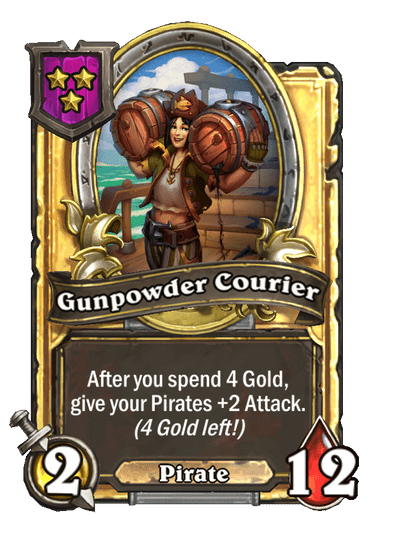 Gunpowder Courier
After you spend 4 Gold,
give your Pirates +2 Attack.
(4 Gold left!)
2
Pirate
12